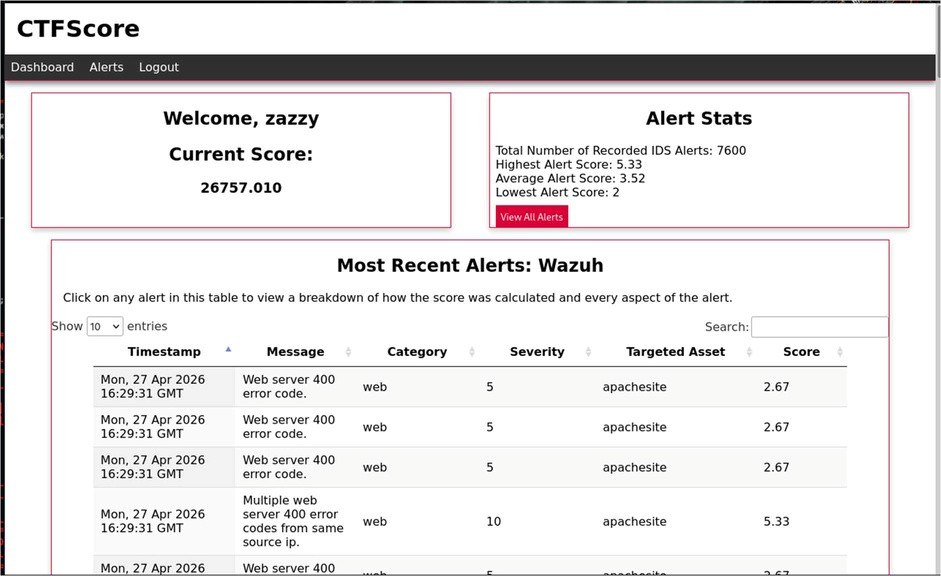 CTFScore
Dashboard Alerts Logout
Welcome, zazzy
Current Score:
26757.010
Alert Stats
Total Number of Recorded IDS Alerts: 7600
Highest Alert Score: 5.33
Average Alert Score: 3.52
Lowest Alert Score: 2
View All Alerts
Most Recent Alerts: Wazuh
Click on any alert in this table to view a breakdown of how the score was calculated and every aspect of the alert.
Show 10 entries Search:
Timestamp Message Category Severity Targeted Asset Score
Mon, 27 Apr 2026 Web server 400
16:29:31 GMT error code. web 5 apachesite 2.67
Mon, 27 Apr 2026 Web server 400
16:29:31 GMT error code. web 5 apachesite 2.67
Mon, 27 Apr 2026 Web server 400
16:29:31 GMT error code. web 5 apachesite 2.67
Multiple web
Mon, 27 Apr 2026 server 400 error
16:29:31 GMT codes from same web 10 apachesite 5.33
source ip.
Mon, 27 Apr 2026 Web server 400